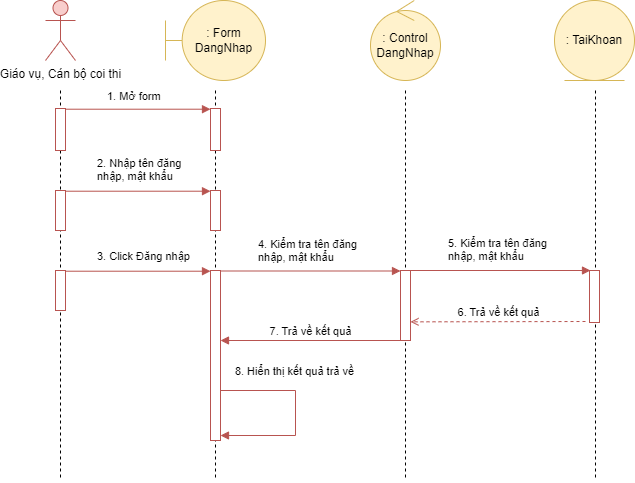 : Form
DangNhap
: Control
DangNhap
: TaiKhoan
Giáo vụ, Cán bộ coi thi
1. Mở form
2. Nhập tên đăng
nhập, mật khẩu
3. Click Đăng nhập
4. Kiểm tra tên đăng
nhập, mật khẩu
5. Kiểm tra tên đăng
nhập, mật khẩu
6. Trả về kết quả
7. Trả về kết quả
8. Hiển thị kết quả trả về